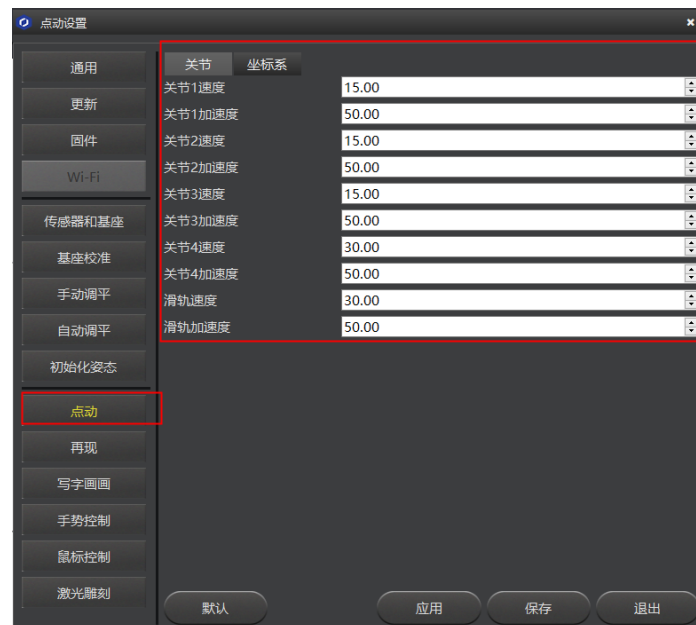 点动设置
通用
更新
固件
Wi-Fi
传感器和基座
基座校准
手动调平
自动调平
初始化姿态
点动
再现
写字画画
手势控制
鼠标控制
激光雕刻
关节 坐标系
关节1速度 15.00
关节1加速度 50.00
关节2速度 15.00
关节2加速度 50.00
关节3速度 15.00
关节3加速度 50.00
关节4速度 30.00
关节4加速度 50.00
滑轨速度 30.00
滑轨加速度 50.00
默认 应用 保存 退出